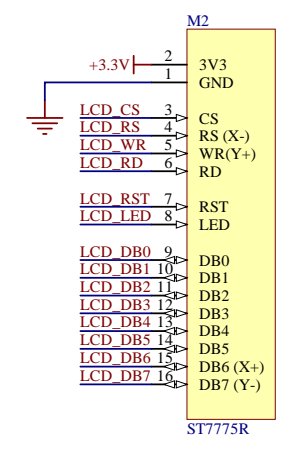 M2
+3.3V 2 3V3
1 GND
LCD_CS 3 CS
LCD_RS 4 RS (X-)
LCD_WR 5 WR(Y+)
LCD_RD 6 RD
LCD_RST 7 RST
LCD_LED 8 LED
LCD_DB0 9 DB0
LCD_DB1 10 DB1
LCD_DB2 11 DB2
LCD_DB3 12 DB3
LCD_DB4 13 DB4
LCD_DB5 14 DB5
LCD_DB6 15 DB6 (X+)
LCD_DB7 16 DB7 (Y-)
ST7775R